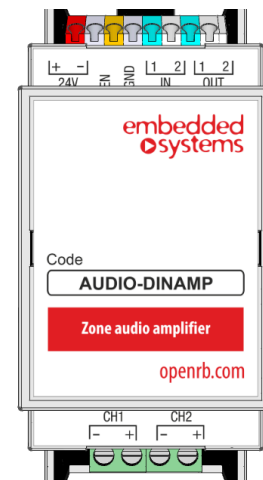 + - EN GND 1 2 1 2
24V IN OUT
embedded
systems
Code
AUDIO-DINAMP
Zone audio amplifier
openrb.com
CH1 CH2
- + - +